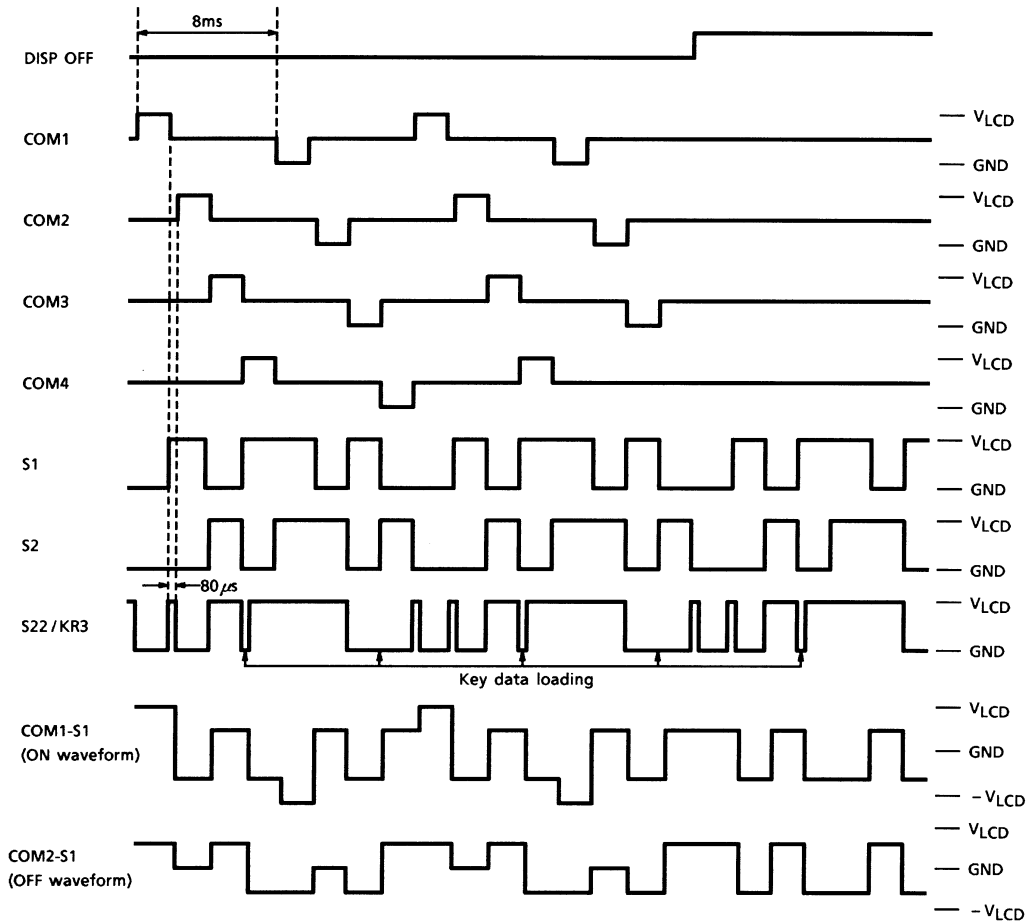 8ms
DISP OFF
COM1
VLCD
GND
COM2
VLCD
GND
COM3
VLCD
GND
COM4
VLCD
GND
S1
VLCD
GND
S2
VLCD
GND
80μs
S22/KR3
VLCD
GND
Key data loading
COM1-S1
(ON waveform)
VLCD
GND
-VLCD
COM2-S1
(OFF waveform)
VLCD
GND
-VLCD